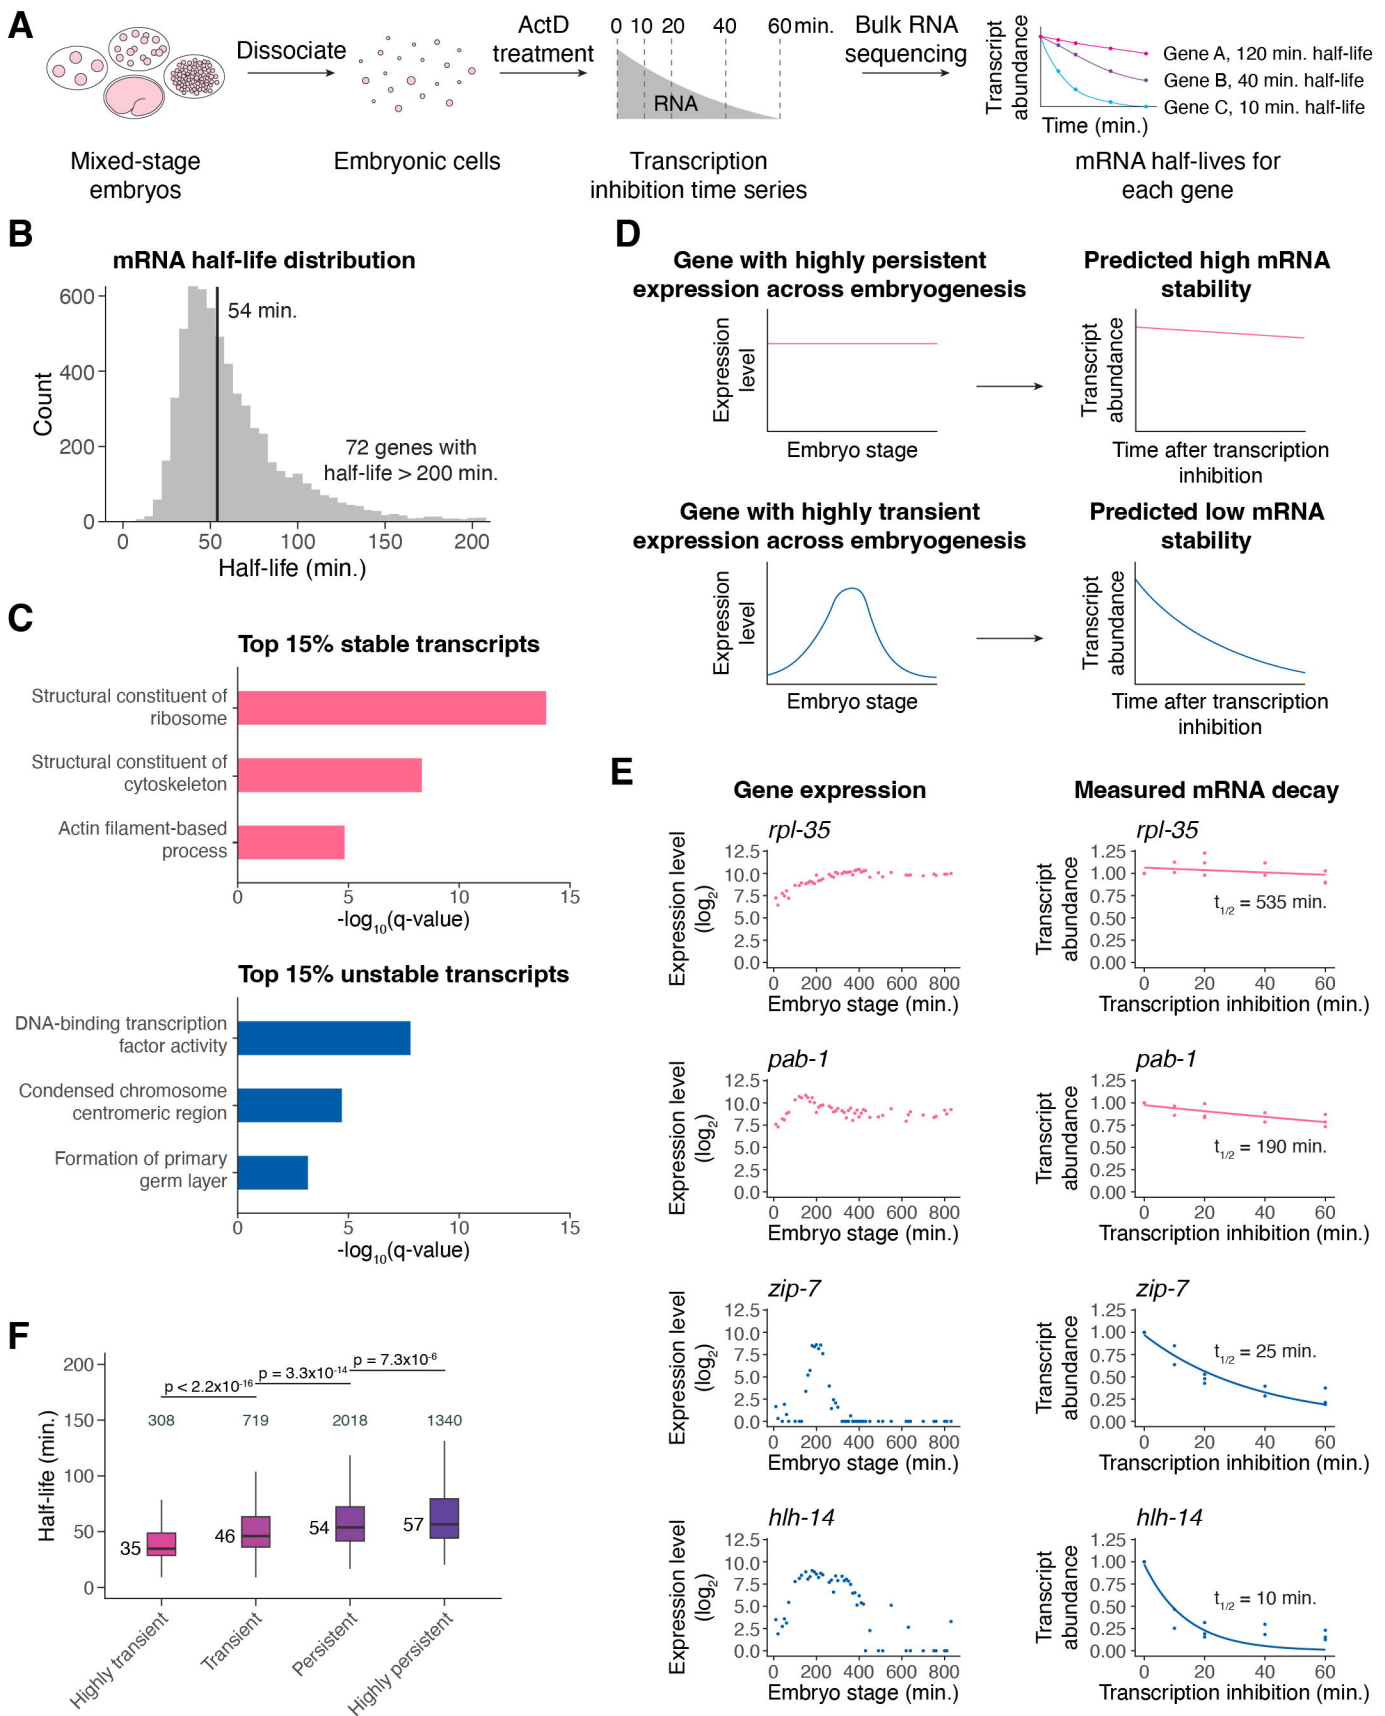 A
Mixed-stage
embryos
Dissociate
Embryonic cells
ActD
treatment
0 10 20 40 60 min.
RNA
Transcription
inhibition time series
Bulk RNA
sequencing
Transcript
abundance
Time (min.)
Gene A, 120 min. half-life
Gene B, 40 min. half-life
Gene C, 10 min. half-life
mRNA half-lives for
each gene
B
mRNA half-life distribution
Count
600
400
200
0
54 min.
72 genes with
half-life > 200 min.
0 50 100 150 200
Half-life (min.)
C
Top 15% stable transcripts
Structural constituent of
ribosome
Structural constituent of
cytoskeleton
Actin filament-based
process
0 5 10 15
-log10(q-value)
Top 15% unstable transcripts
DNA-binding transcription
factor activity
Condensed chromosome
centromeric region
Formation of primary
germ layer
0 5 10 15
-log10(q-value)
D
Gene with highly persistent
expression across embryogenesis
Expression
level
Embryo stage
Predicted high mRNA
stability
Transcript
abundance
Time after transcription
inhibition
Gene with highly transient
expression across embryogenesis
Expression
level
Embryo stage
Predicted low mRNA
stability
Transcript
abundance
Time after transcription
inhibition
E
Gene expression
Measured mRNA decay
rpl-35
Expression level
(log2)
12.5
10.0
7.5
5.0
2.5
0.0
0 200 400 600 800
Embryo stage (min.)
rpl-35
Transcript
abundance
1.25
1.00
0.75
0.50
0.25
0.00
t1/2 = 535 min.
0 20 40 60
Transcription inhibition (min.)
pab-1
Expression level
(log2)
12.5
10.0
7.5
5.0
2.5
0.0
0 200 400 600 800
Embryo stage (min.)
pab-1
Transcript
abundance
1.25
1.00
0.75
0.50
0.25
0.00
t1/2 = 190 min.
0 20 40 60
Transcription inhibition (min.)
zip-7
Expression level
(log2)
12.5
10.0
7.5
5.0
2.5
0.0
0 200 400 600 800
Embryo stage (min.)
zip-7
Transcript
abundance
1.25
1.00
0.75
0.50
0.25
0.00
t1/2 = 25 min.
0 20 40 60
Transcription inhibition (min.)
hlh-14
Expression level
(log2)
12.5
10.0
7.5
5.0
2.5
0.0
0 200 400 600 800
Embryo stage (min.)
hlh-14
Transcript
abundance
1.25
1.00
0.75
0.50
0.25
0.00
t1/2 = 10 min.
0 20 40 60
Transcription inhibition (min.)
F
Half-life (min.)
200
150
100
50
0
p < 2.2x10-16
p = 3.3x10-14
p = 7.3x10-6
308 719 2018 1340
35 46 54 57
Highly transient
Transient
Persistent
Highly persistent